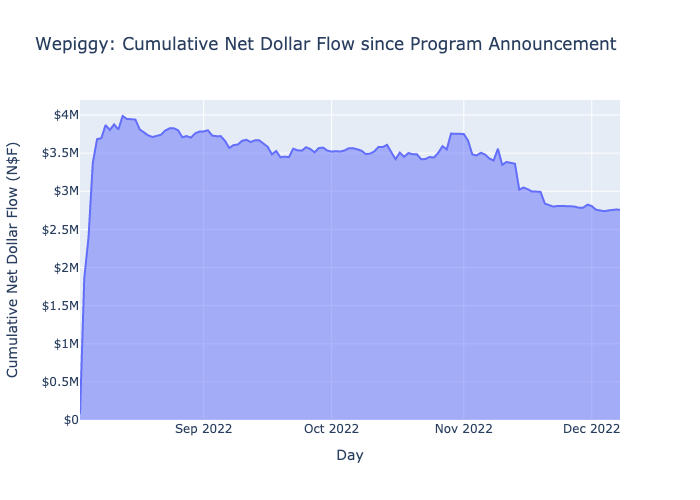 Wepiggy: Cumulative Net Dollar Flow since Program Announcement
Cumulative Net Dollar Flow (N$F)
$4M
$3.5M
$3M
$2.5M
$2M
$1.5M
$1M
$0.5M
$0
Sep 2022
Oct 2022
Nov 2022
Dec 2022
Day